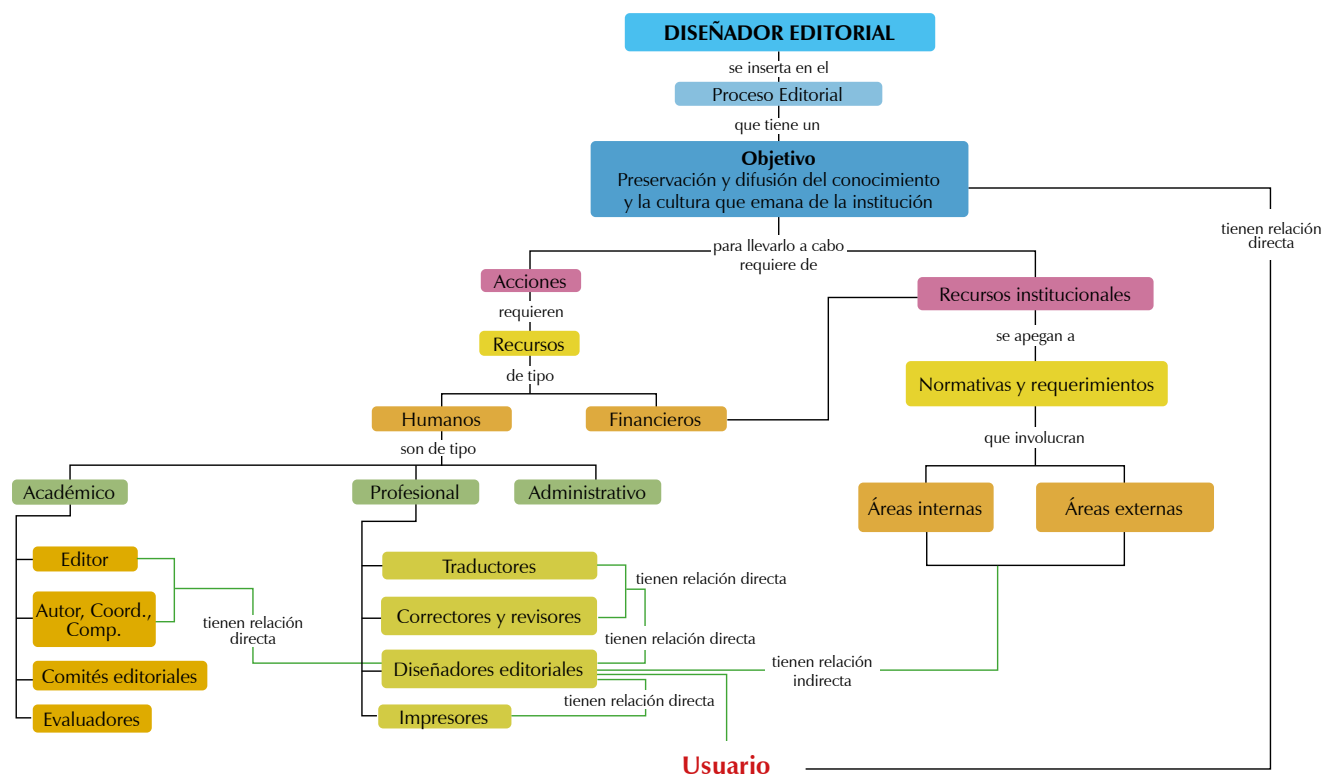 DISEÑADOR EDITORIAL
se inserta en el
Proceso Editorial
que tiene un
Objetivo
Preservación y difusión del conocimiento
y la cultura que emana de la institución
tienen relación
directa
para llevarlo a cabo
requiere de
Acciones
Recursos institucionales
requieren
se apegan a
Recursos
de tipo
Normativas y requerimientos
Humanos
Financieros
son de tipo
que involucran
Académico
Profesional
Administrativo
Áreas internas
Áreas externas
Editor
Autor, Coord.,
Comp.
Comités editoriales
Evaluadores
tienen relación
directa
Traductores
Correctores y revisores
Diseñadores editoriales
Impresores
tienen relación directa
tienen relación directa
tienen relación directa
tienen relación
indirecta
Usuario